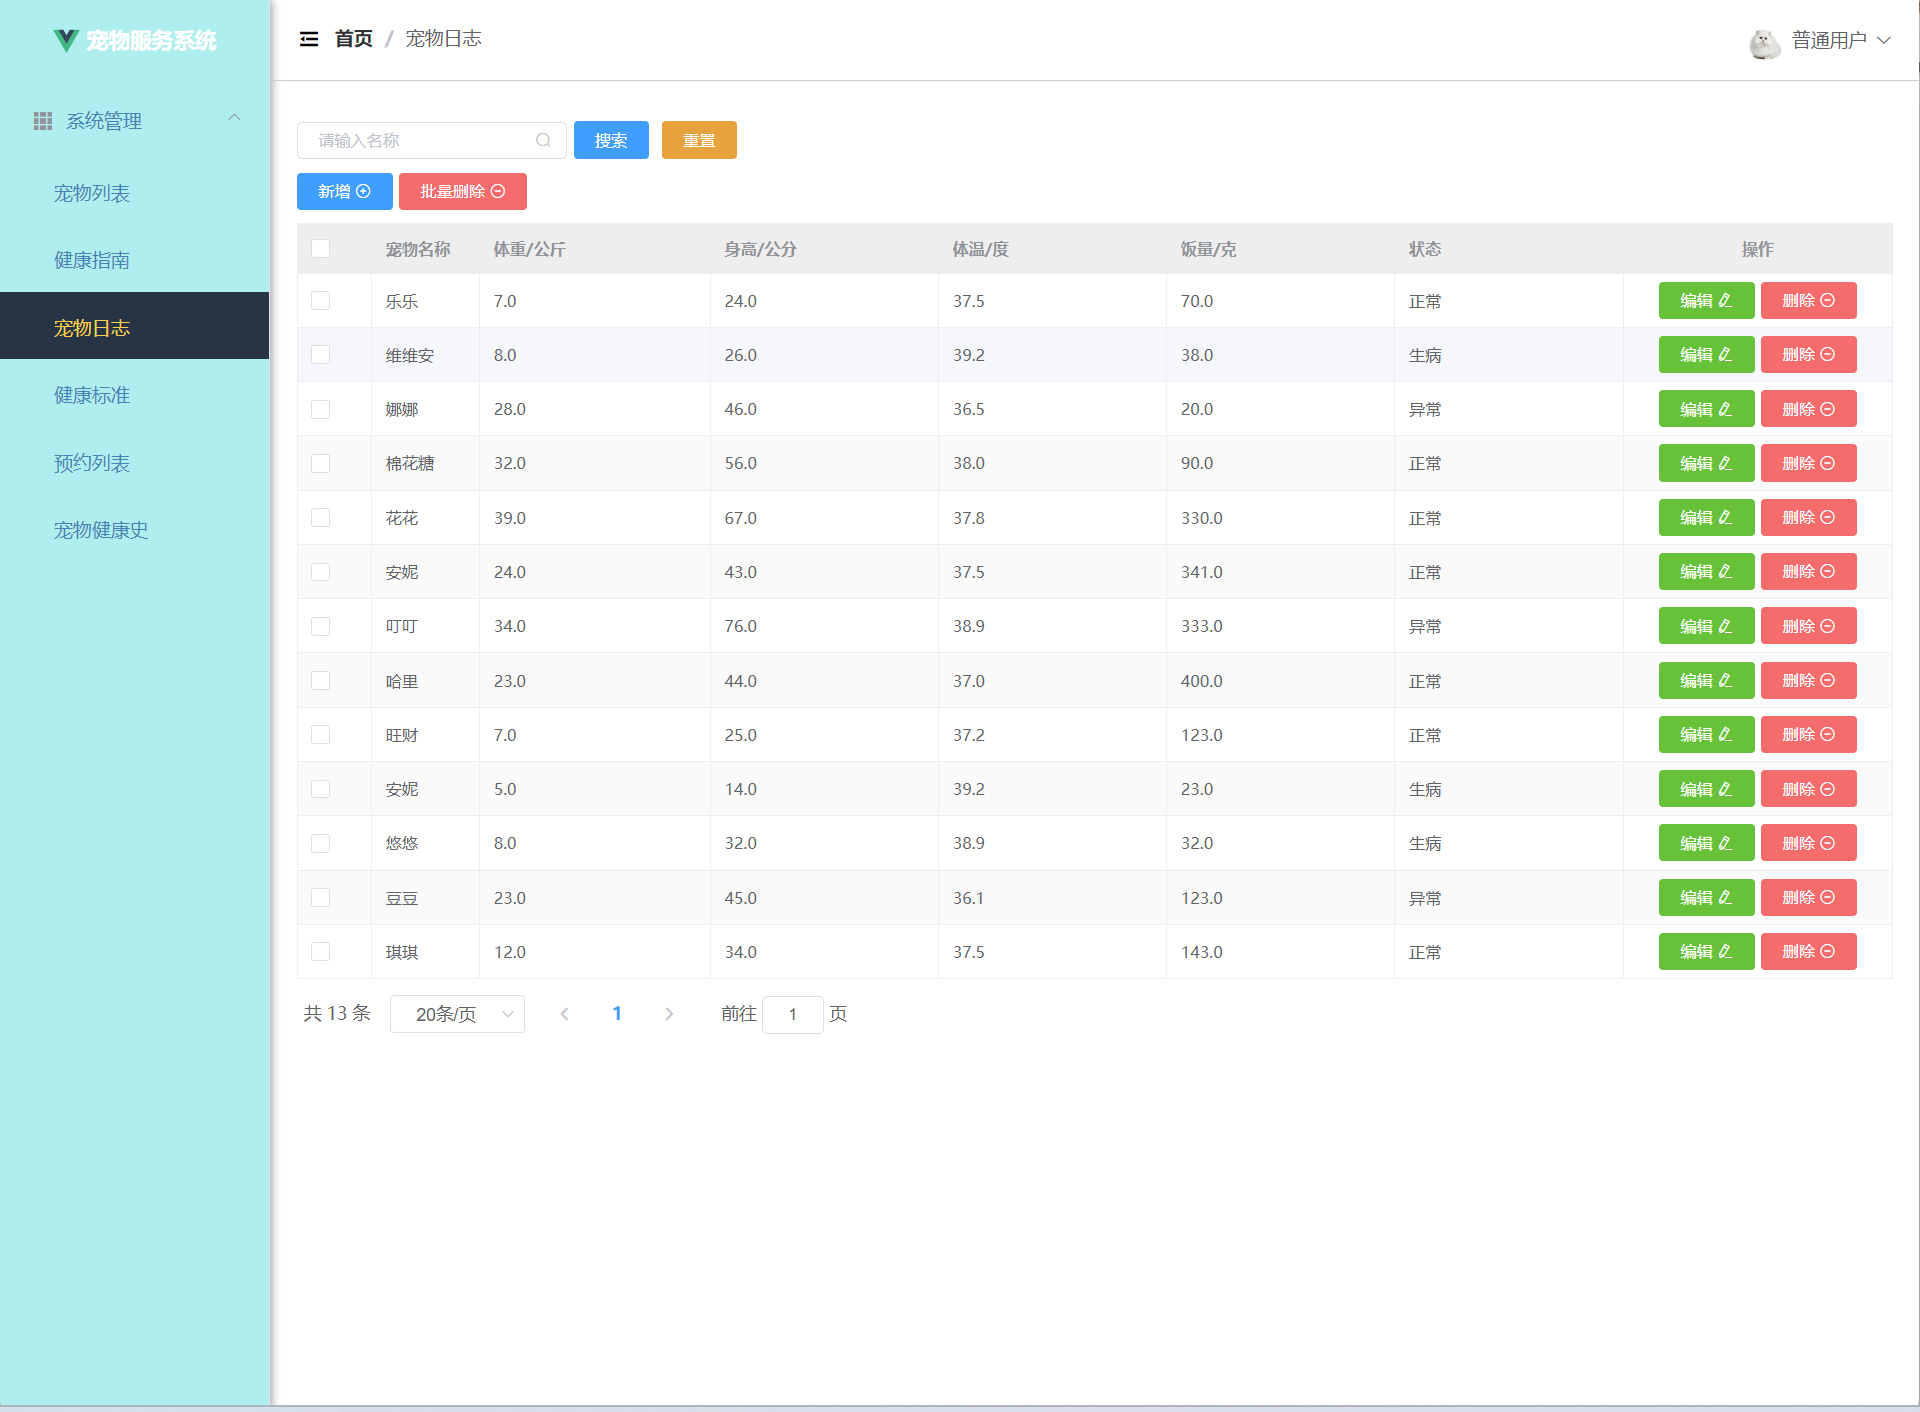 宠物服务系统
首页 / 宠物日志
普通用户
系统管理
宠物列表
健康指南
宠物日志
健康标准
预约列表
宠物健康史
请输入名称 搜索 重置
新增 批量删除
宠物名称 体重/公斤 身高/公分 体温/度 饭量/克 状态 操作
乐乐 7.0 24.0 37.5 70.0 正常 编辑 删除
维维安 8.0 26.0 39.2 38.0 生病 编辑 删除
娜娜 28.0 46.0 36.5 20.0 异常 编辑 删除
棉花糖 32.0 56.0 38.0 90.0 正常 编辑 删除
花花 39.0 67.0 37.8 330.0 正常 编辑 删除
安妮 24.0 43.0 37.5 341.0 正常 编辑 删除
叮叮 34.0 76.0 38.9 333.0 异常 编辑 删除
哈里 23.0 44.0 37.0 400.0 正常 编辑 删除
旺财 7.0 25.0 37.2 123.0 正常 编辑 删除
安妮 5.0 14.0 39.2 23.0 生病 编辑 删除
悠悠 8.0 32.0 38.9 32.0 生病 编辑 删除
豆豆 23.0 45.0 36.1 123.0 异常 编辑 删除
琪琪 12.0 34.0 37.5 143.0 正常 编辑 删除
共 13 条 20条/页 1 前往 1 页